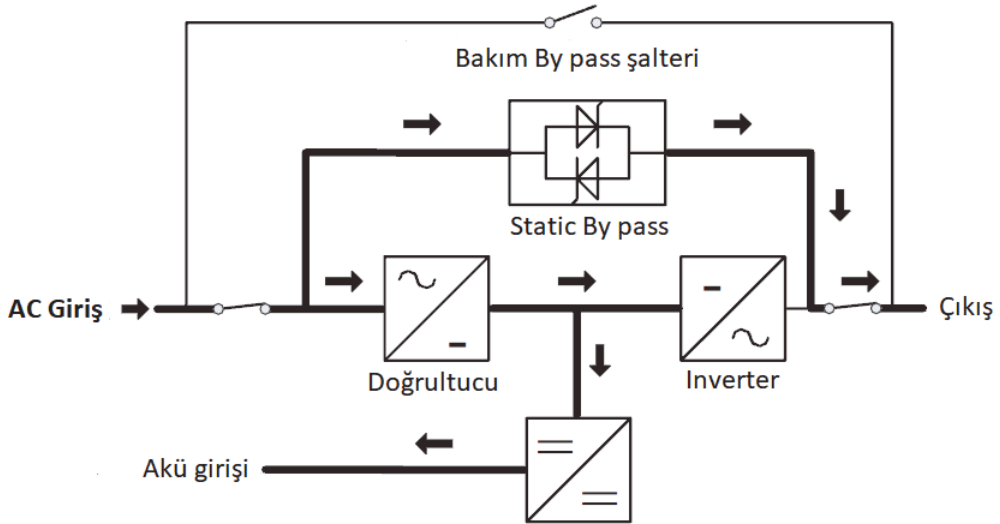 Bakım By pass şalteri
Static By pass
AC Giriş
Çıkış
Doğrultucu
Inverter
Akü girişi